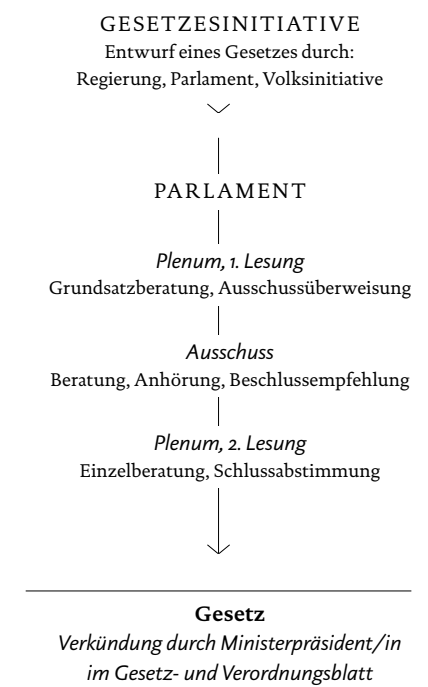 GESETZESINITIATIVE
Entwurf eines Gesetzes durch:
Regierung, Parlament, Volksinitiative
PARLAMENT
Plenum, 1. Lesung
Grundsatzberatung, Ausschussüberweisung
Ausschuss
Beratung, Anhörung, Beschlussempfehlung
Plenum, 2. Lesung
Einzelberatung, Schlussabstimmung
Gesetz
Verkündung durch Ministerpräsident/in
im Gesetz- und Verordnungsblatt